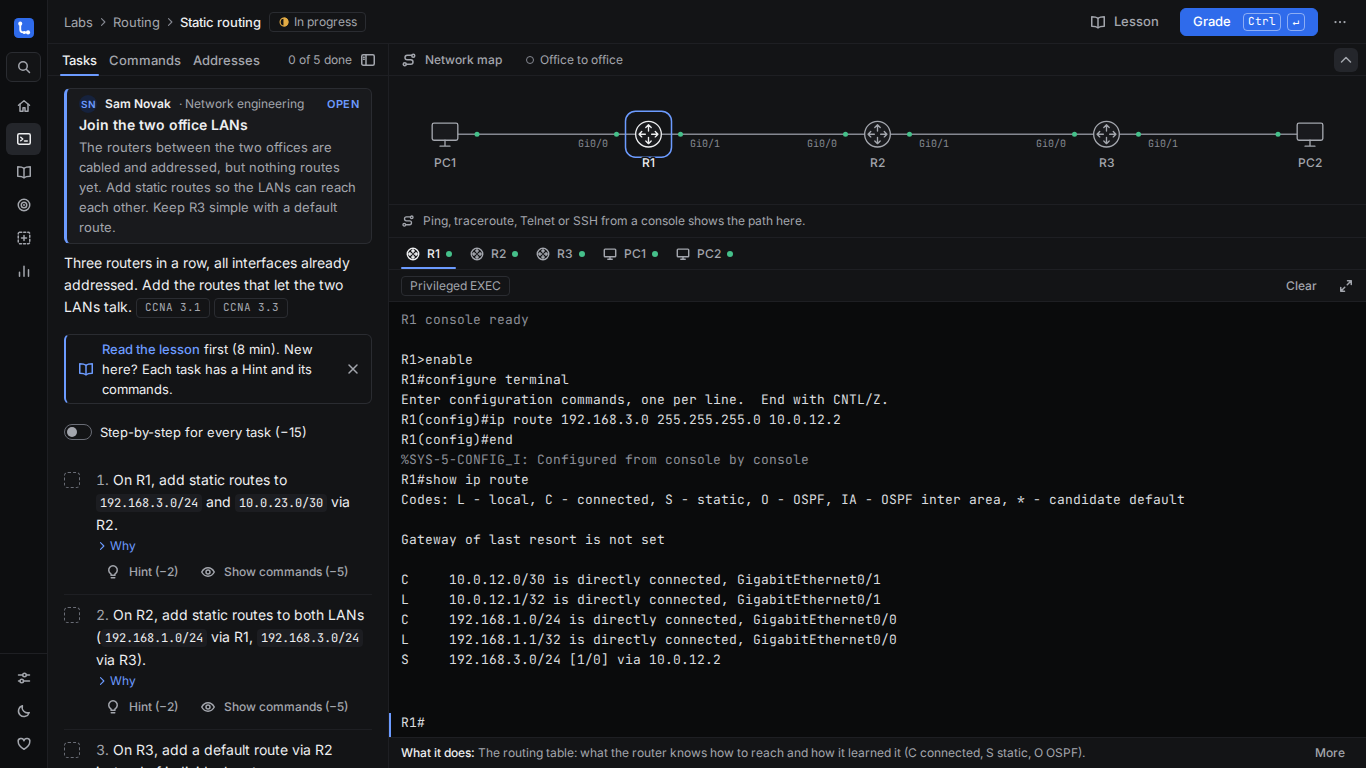 Labs > Routing > Static routing In progress
Lesson Grade Ctrl ↵ ...
Tasks Commands Addresses 0 of 5 done
SN Sam Novak · Network engineering OPEN
Join the two office LANs
The routers between the two offices are
cabled and addressed, but nothing routes
yet. Add static routes so the LANs can reach
each other. Keep R3 simple with a default
route.
Three routers in a row, all interfaces already
addressed. Add the routes that let the two
LANs talk. CCNA 3.1 CCNA 3.3
Read the lesson first (8 min). New
here? Each task has a Hint and its
commands.
Step-by-step for every task (−15)
1. On R1, add static routes to
192.168.3.0/24 and 10.0.23.0/30 via
R2.
> Why
Hint (−2) Show commands (−5)
2. On R2, add static routes to both LANs
( 192.168.1.0/24 via R1, 192.168.3.0/24
via R3).
> Why
Hint (−2) Show commands (−5)
3. On R3, add a default route via R2
Network map Office to office
Gi0/0 Gi0/1 Gi0/0 Gi0/1 Gi0/0 Gi0/1
PC1 R1 R2 R3 PC2
Ping, traceroute, Telnet or SSH from a console shows the path here.
R1 R2 R3 PC1 PC2
Privileged EXEC Clear
R1 console ready
R1>enable
R1#configure terminal
Enter configuration commands, one per line.  End with CNTL/Z.
R1(config)#ip route 192.168.3.0 255.255.255.0 10.0.12.2
R1(config)#end
%SYS-5-CONFIG_I: Configured from console by console
R1#show ip route
Codes: L - local, C - connected, S - static, O - OSPF, IA - OSPF inter area, * - candidate default
Gateway of last resort is not set
C     10.0.12.0/30 is directly connected, GigabitEthernet0/1
L     10.0.12.1/32 is directly connected, GigabitEthernet0/1
C     192.168.1.0/24 is directly connected, GigabitEthernet0/0
L     192.168.1.1/32 is directly connected, GigabitEthernet0/0
S     192.168.3.0/24 [1/0] via 10.0.12.2
R1#
What it does: The routing table: what the router knows how to reach and how it learned it (C connected, S static, O OSPF). More